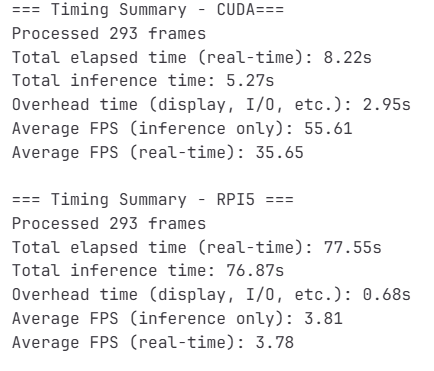 === Timing Summary - CUDA===
Processed 293 frames
Total elapsed time (real-time): 8.22s
Total inference time: 5.27s
Overhead time (display, I/O, etc.): 2.95s
Average FPS (inference only): 55.61
Average FPS (real-time): 35.65

=== Timing Summary - RPI5 ===
Processed 293 frames
Total elapsed time (real-time): 77.55s
Total inference time: 76.87s
Overhead time (display, I/O, etc.): 0.68s
Average FPS (inference only): 3.81
Average FPS (real-time): 3.78